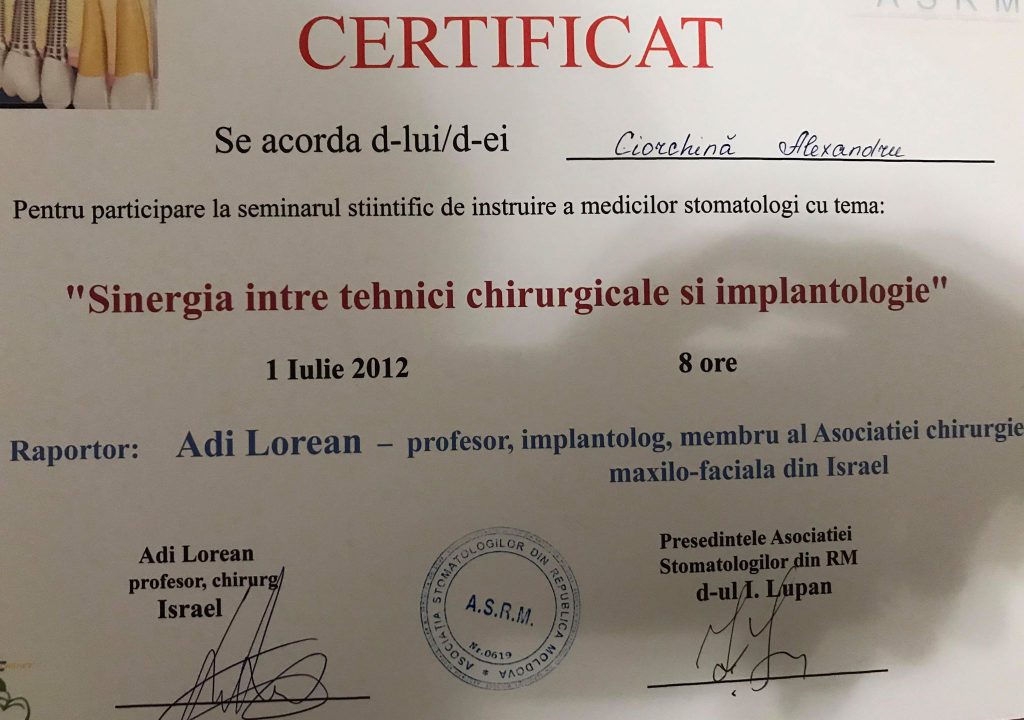 A S R M
CERTIFICAT
Se acorda d-lui/d-ei Ciorchină Alexandru
Pentru participare la seminarul stiintific de instruire a medicilor stomatologi cu tema:
"Sinergia intre tehnici chirurgicale si implantologie"
1 Iulie 2012 8 ore
Raportor: Adi Lorean – profesor, implantolog, membru al Asociatiei chirurgie
maxilo-faciala din Israel
Adi Lorean
profesor, chirurg
Israel
ASOCIAŢIA STOMATOLOGILOR DIN REPUBLICA MOLDOVA *
A.S.R.M.
Nr.0619
Presedintele Asociatiei
Stomatologilor din RM
d-ul I. Lupan